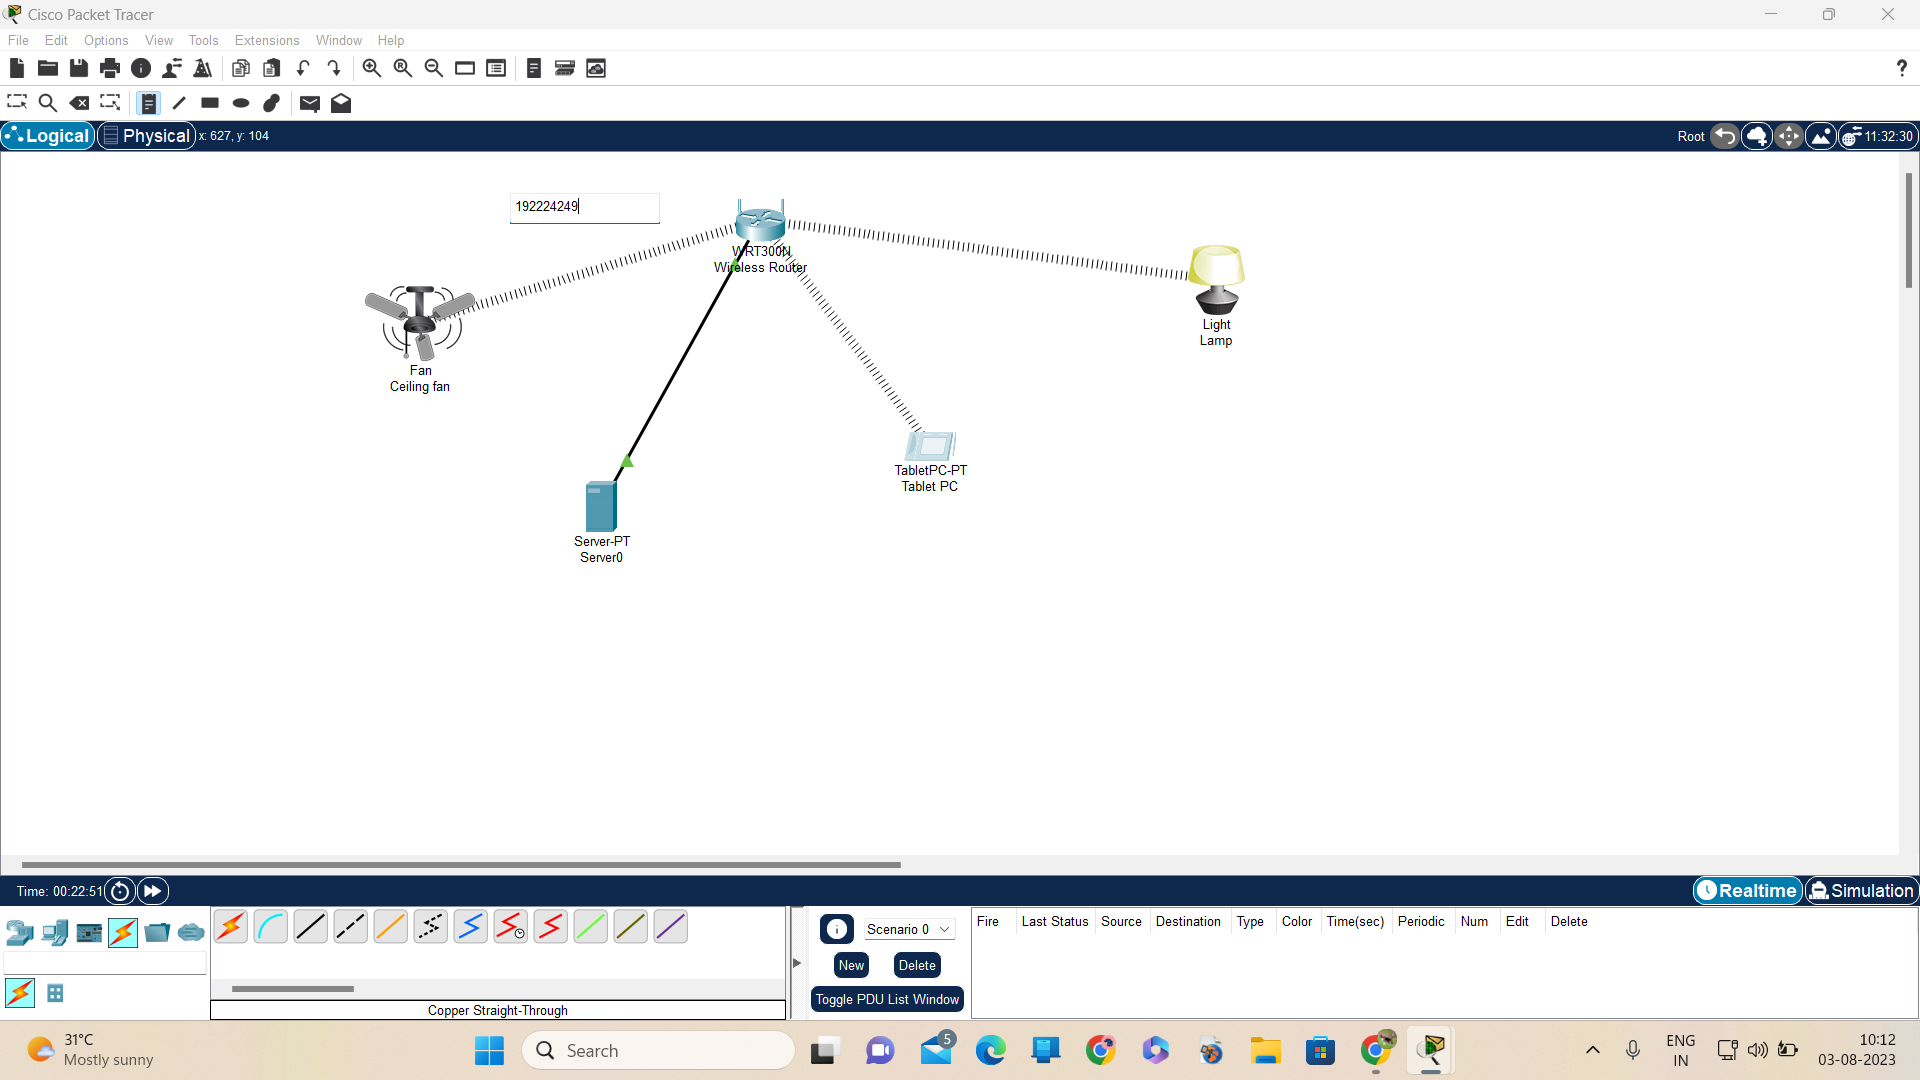 Cisco Packet Tracer
File Edit Options View Tools Extensions Window Help
?
Logical Physical x: 627, y: 104 Root 11:32:30
192224249
WRT300N
Wireless Router
Light
Lamp
Fan
Ceiling fan
TabletPC-PT
Tablet PC
Server-PT
Server0
Time: 00:22:51 Realtime Simulation
Scenario 0
Fire Last Status Source Destination Type Color Time(sec) Periodic Num Edit Delete
New Delete
Toggle PDU List Window
Copper Straight-Through
31°C
Mostly sunny
Search
5
ENG
IN
10:12
03-08-2023